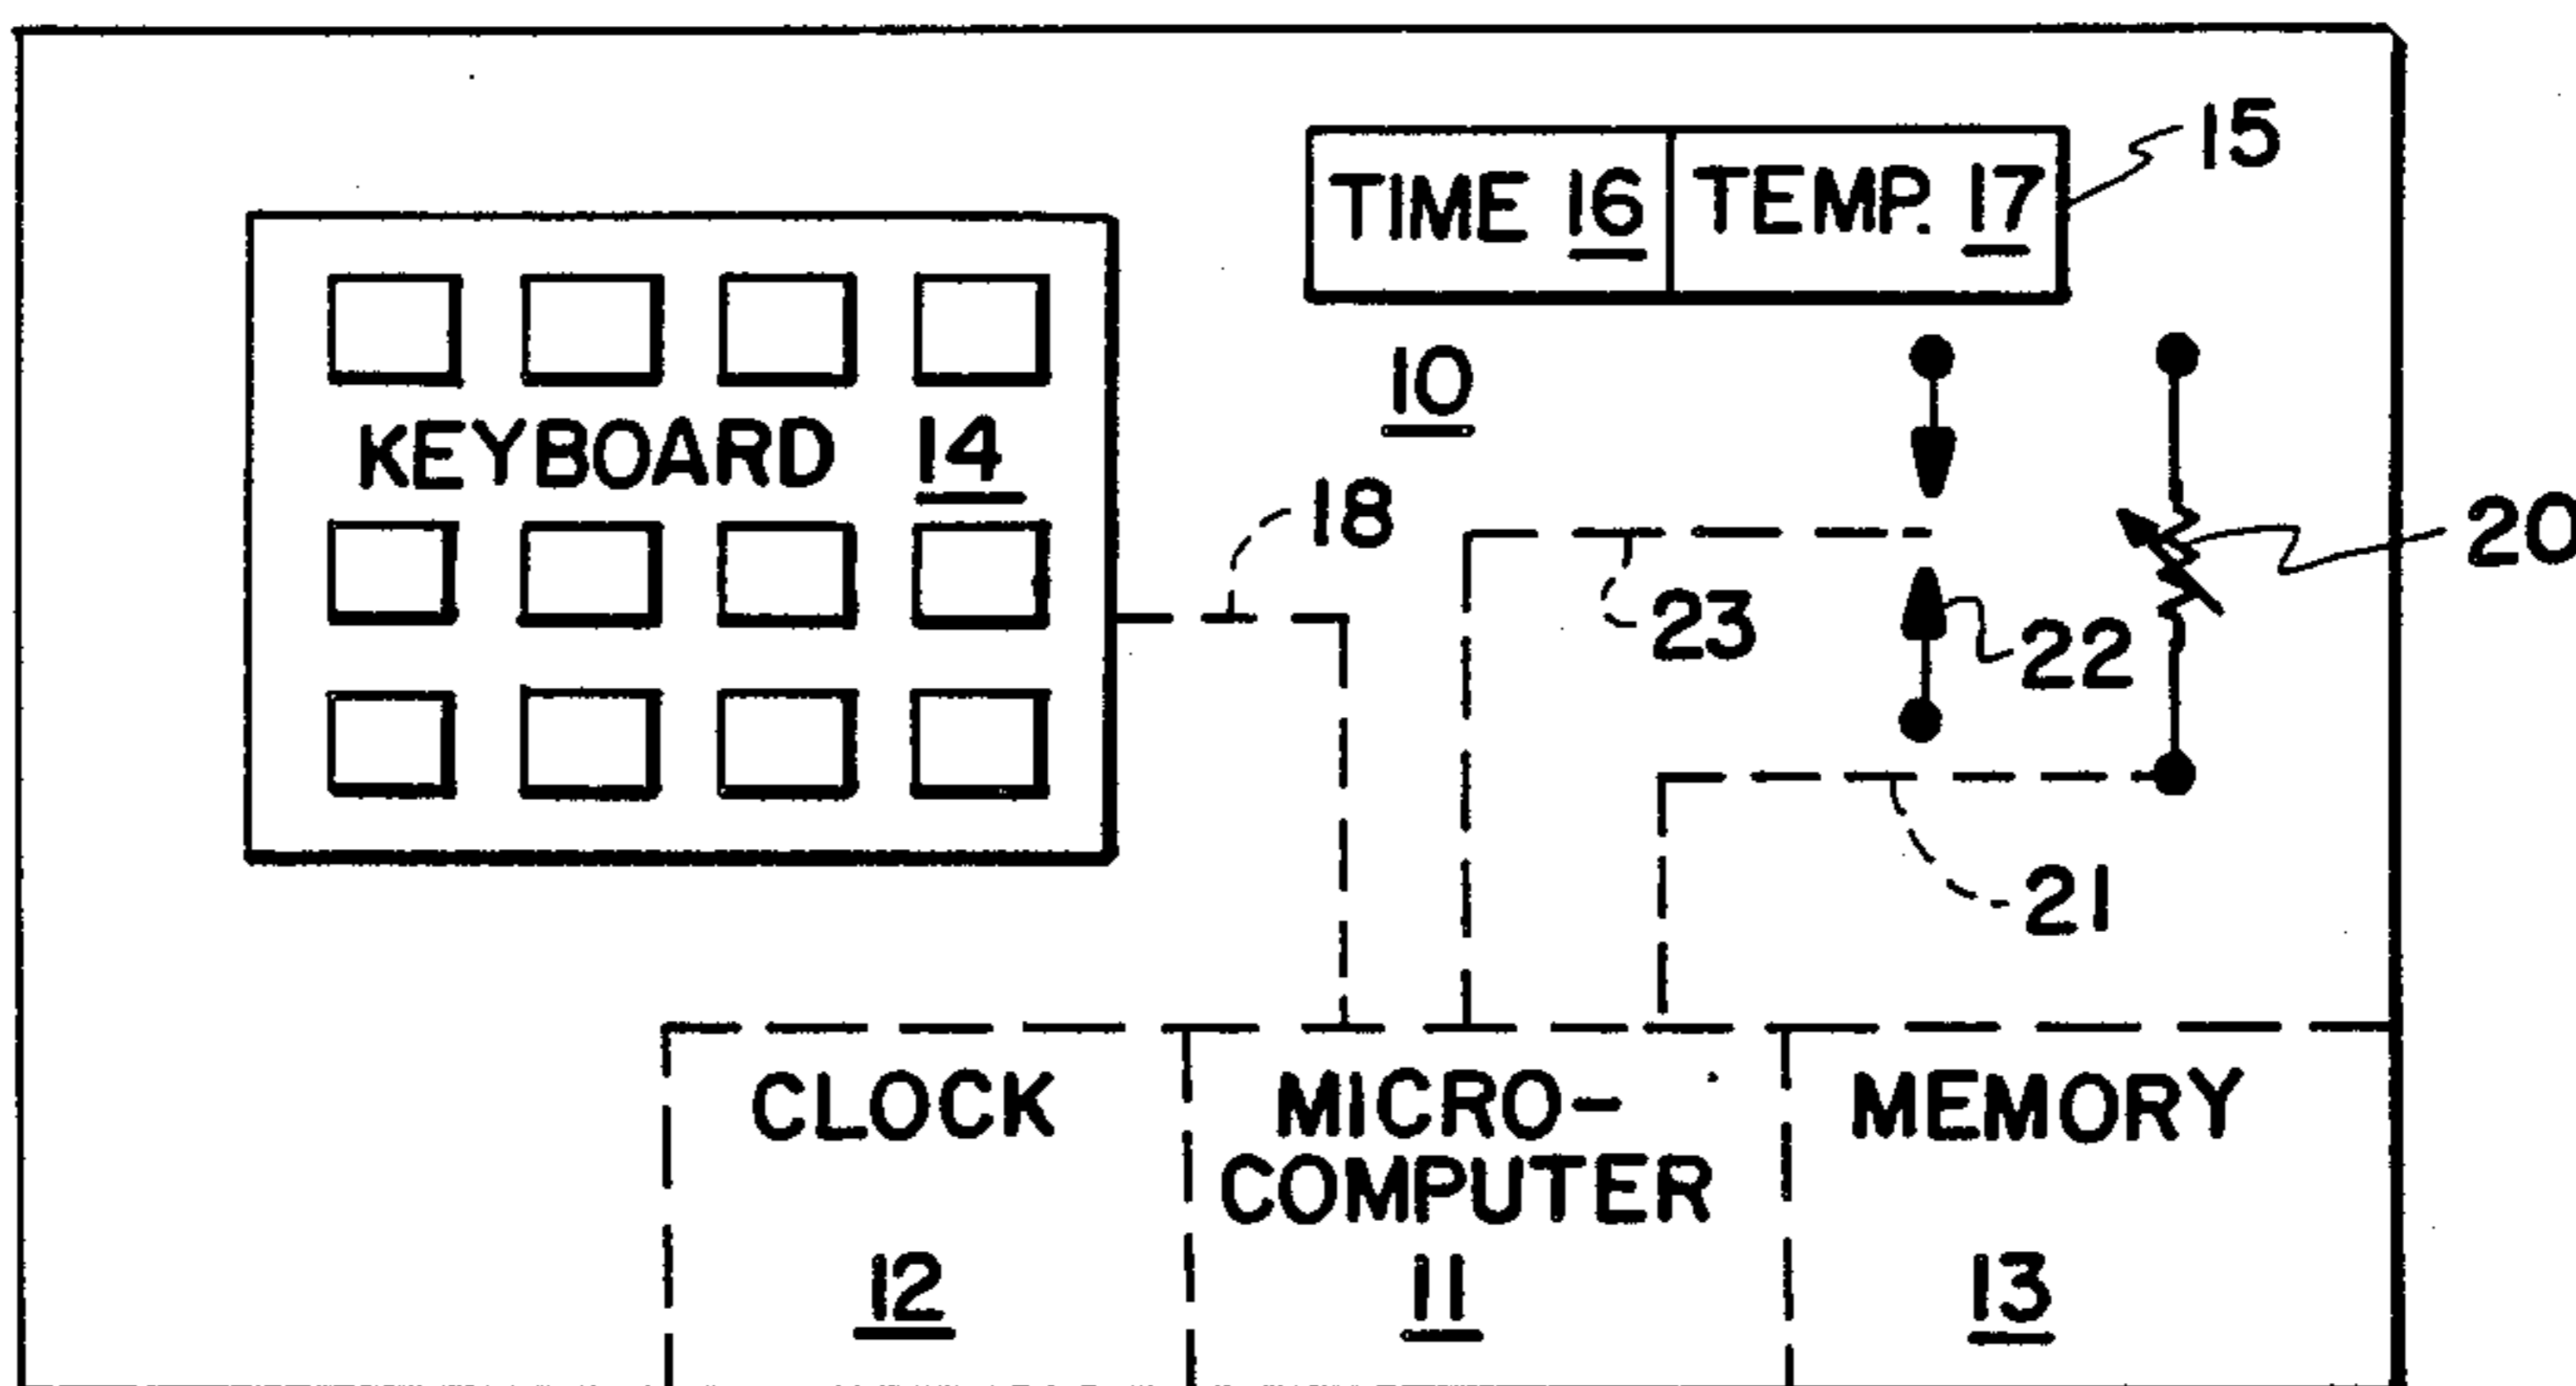 15
TIME 16 TEMP. 17
10
KEYBOARD 14
18
20
23
22
21
CLOCK
MICRO-
COMPUTER
MEMORY
12
11
13